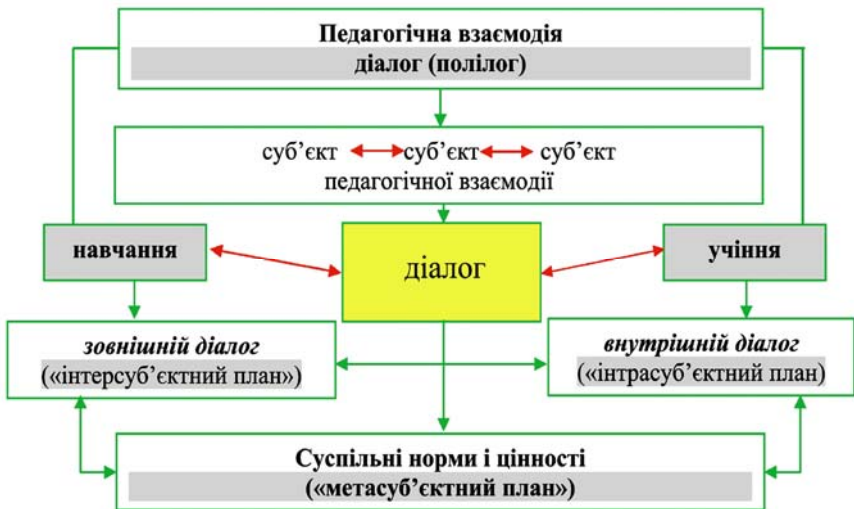 Педагогічна взаємодія
діалог (полілог)
суб’єкт суб’єкт суб’єкт
педагогічної взаємодії
навчання
діалог
учіння
зовнішній діалог
(«інтерсуб’єктний план»)
внутрішній діалог
(«інтрасуб’єктний план)
Суспільні норми і цінності
(«метасуб’єктний план»)